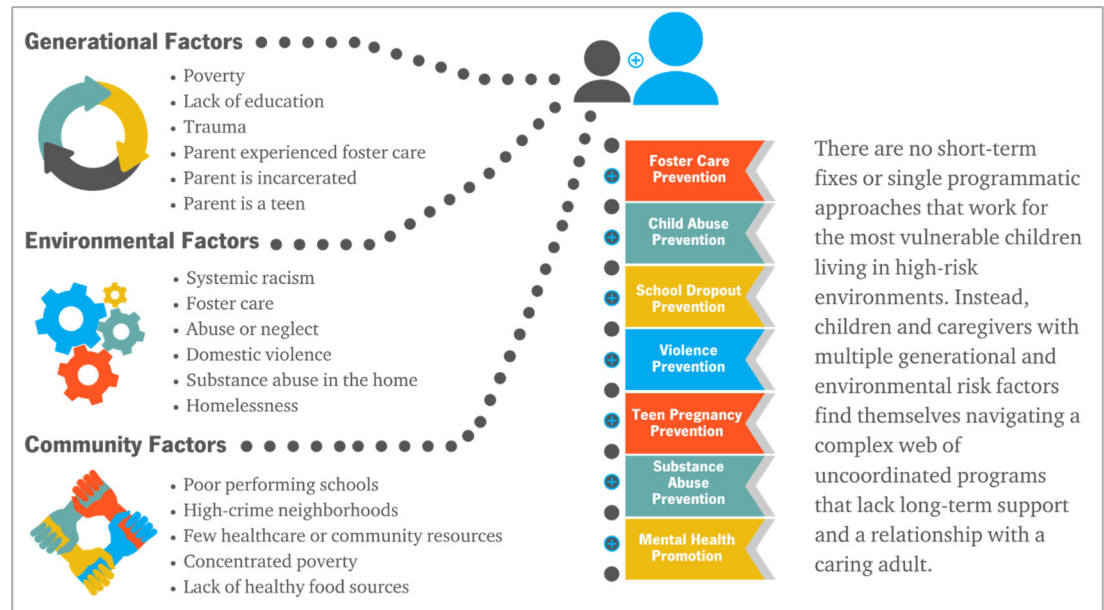 Generational Factors
• Poverty
• Lack of education
• Trauma
• Parent experienced foster care
• Parent is incarcerated
• Parent is a teen
Environmental Factors
• Systemic racism
• Foster care
• Abuse or neglect
• Domestic violence
• Substance abuse in the home
• Homelessness
Community Factors
• Poor performing schools
• High-crime neighborhoods
• Few healthcare or community resources
• Concentrated poverty
• Lack of healthy food sources
Foster Care
Prevention
Child Abuse
Prevention
School Dropout
Prevention
Violence
Prevention
Teen Pregnancy
Prevention
Substance
Abuse
Prevention
Mental Health
Promotion
There are no short-term
fixes or single programmatic
approaches that work for
the most vulnerable children
living in high-risk
environments. Instead,
children and caregivers with
multiple generational and
environmental risk factors
find themselves navigating a
complex web of
uncoordinated programs
that lack long-term support
and a relationship with a
caring adult.